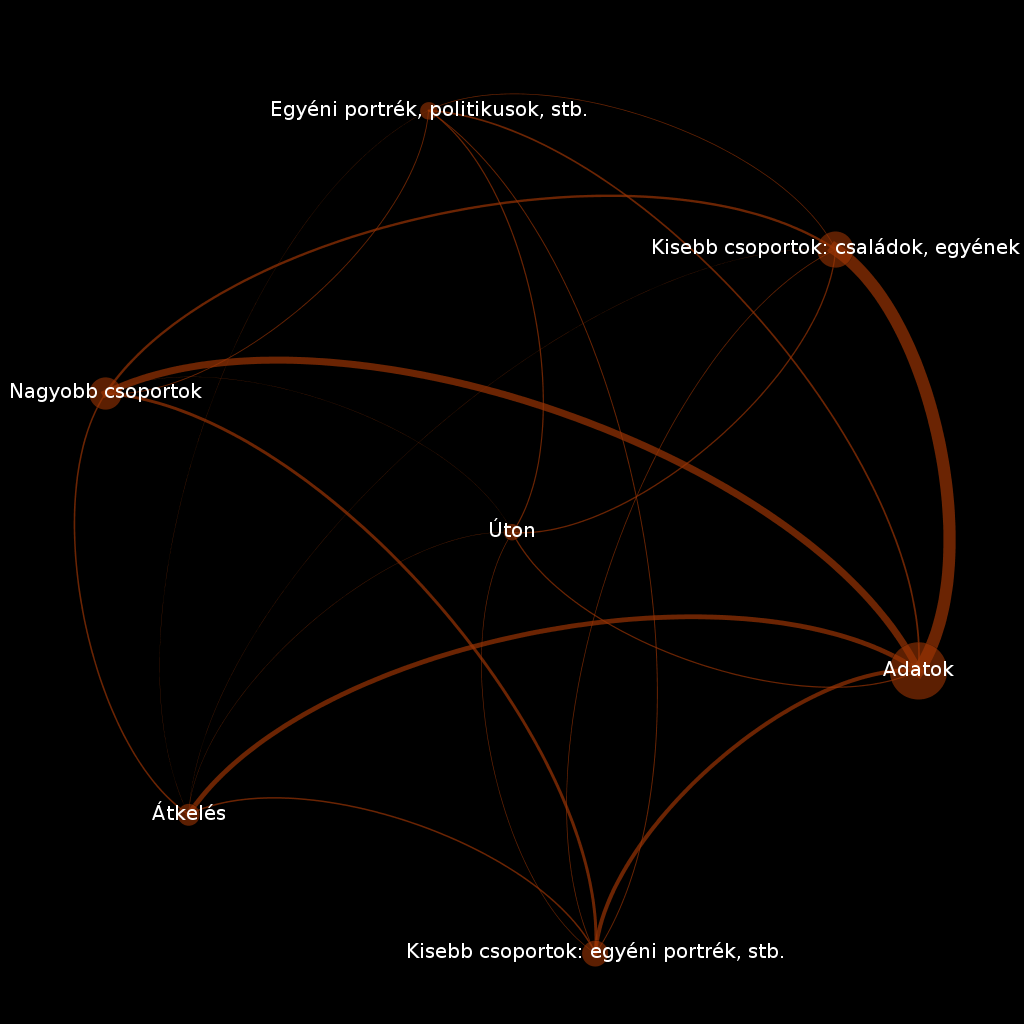 Egyéni portrék, politikusok, stb.
Kisebb csoportok: családok, egyének
Nagyobb csoportok
Úton
Adatok
Átkelés
Kisebb csoportok: egyéni portrék, stb.